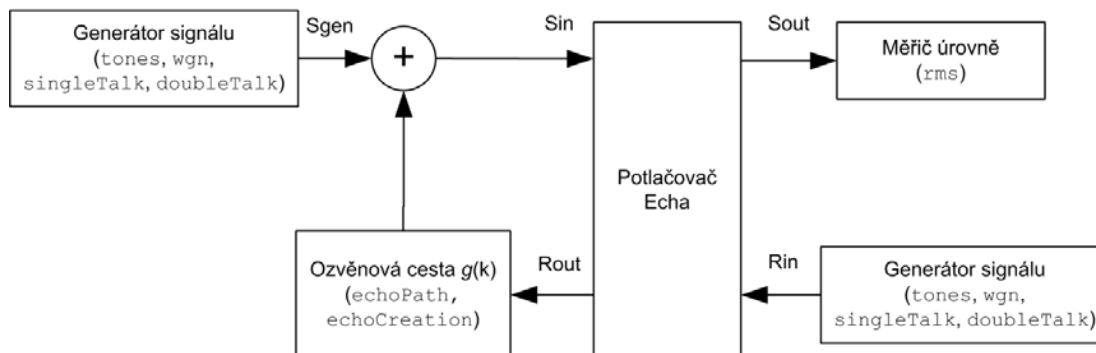 Generátor signálu
(tones, wgn,
singleTalk, doubleTalk)
Sgen
+
Sin
Sout
Měřič úrovně
(rms)
Potlačovač
Echa
Ozvěnová cesta g(k)
(echoPath,
echoCreation)
Rout
Rin
Generátor signálu
(tones, wgn,
singleTalk, doubleTalk)